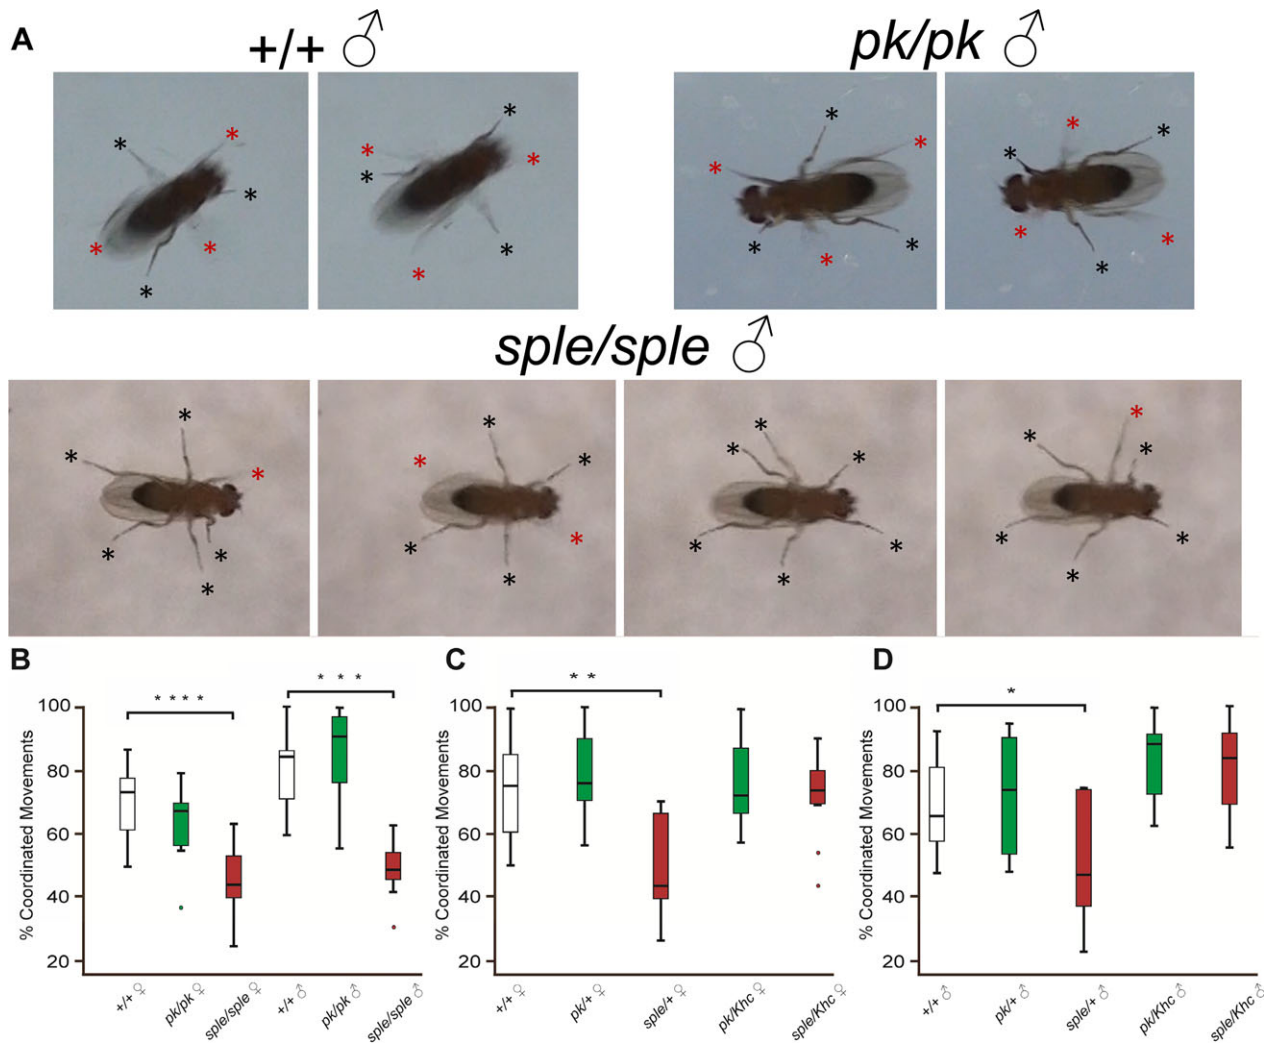 A
+/+ ♂
pk/pk ♂
* * * * * *
* * * * * *
* * * * * *
* * * * * *
sple/sple ♂
* * * * * *
* * * * * *
* * * * * *
* * * * * *
B
% Coordinated Movements
100
80
60
40
20
* * * *
* * *
+/+ ♀
pk/pk ♀
sple/sple ♀
+/+ ♂
pk/pk ♂
sple/sple ♂
C
% Coordinated Movements
100
80
60
40
20
* *
+/+ ♀
pk/+ ♀
sple/+ ♀
pk/Khc ♀
sple/Khc ♀
D
% Coordinated Movements
100
80
60
40
20
*
+/+ ♂
pk/+ ♂
sple/+ ♂
pk/Khc ♂
sple/Khc ♂